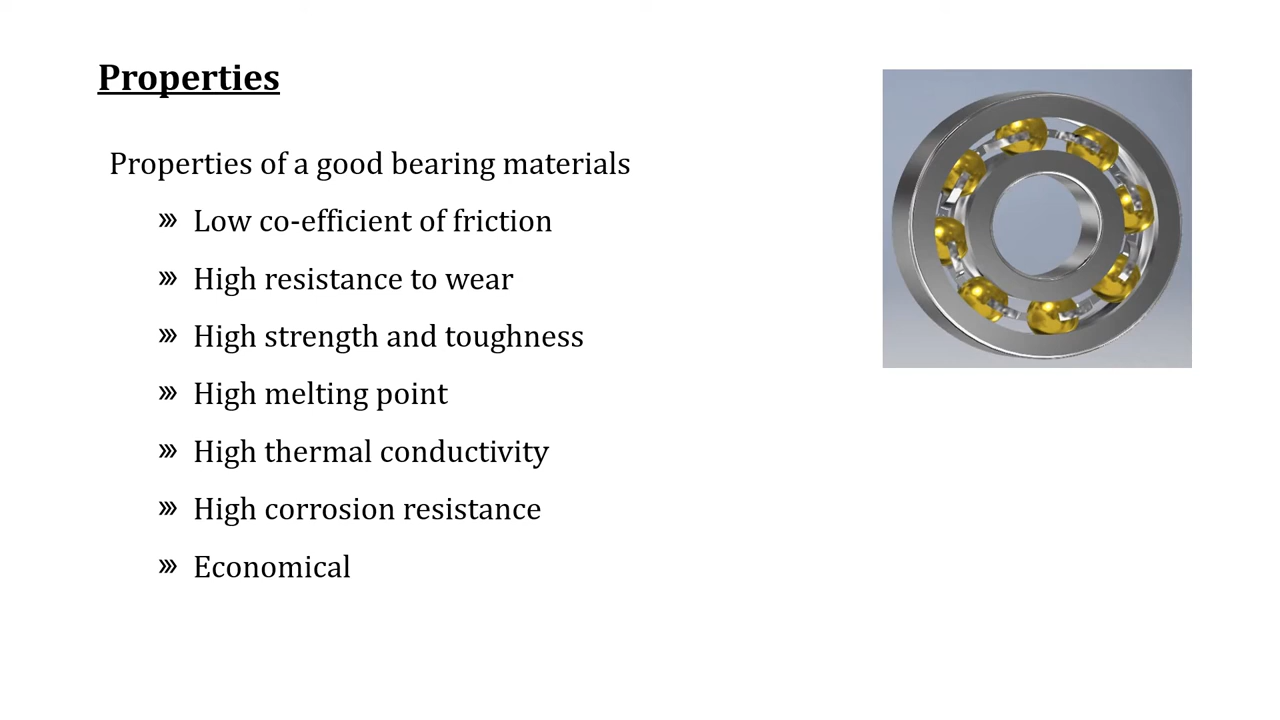 Properties
Properties of a good bearing materials
Low co-efficient of friction
High resistance to wear
High strength and toughness
High melting point
High thermal conductivity
High corrosion resistance
Economical